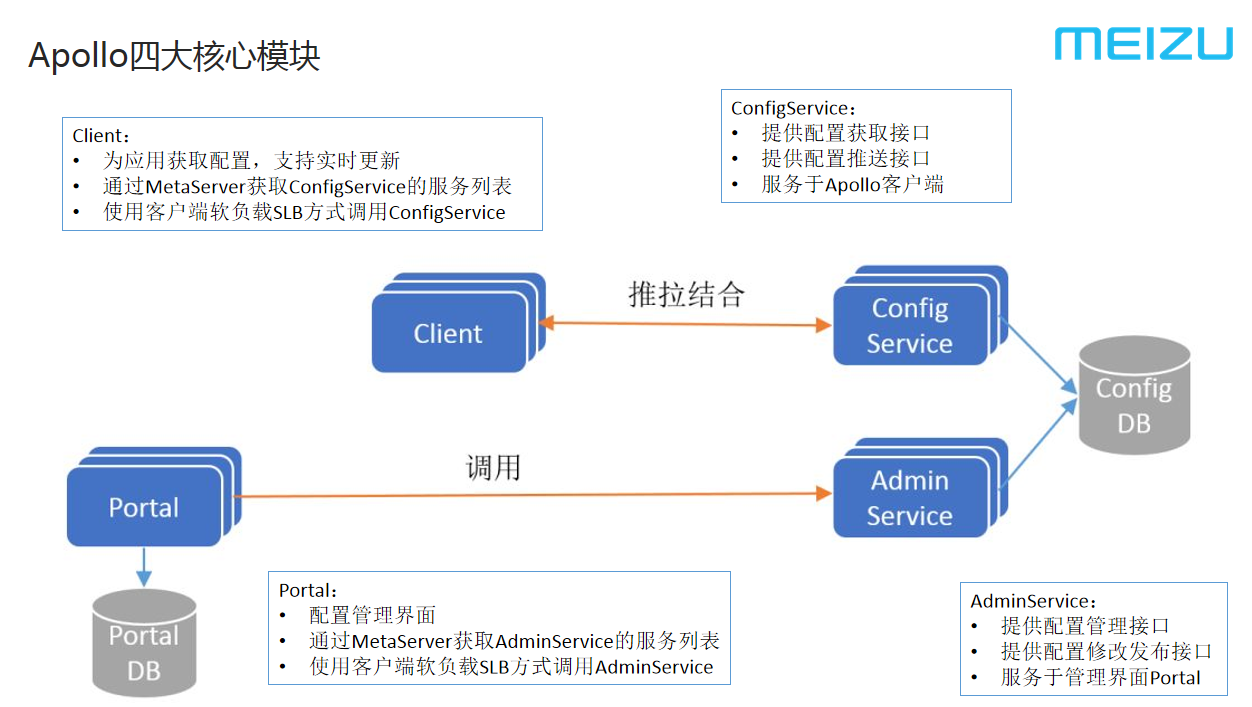 Apollo四大核心模块
MEIZU
Client：
• 为应用获取配置，支持实时更新
• 通过MetaServer获取ConfigService的服务列表
• 使用客户端软负载SLB方式调用ConfigService
ConfigService：
• 提供配置获取接口
• 提供配置推送接口
• 服务于Apollo客户端
Client
推拉结合
Config
Service
Config
DB
Portal
调用
Admin
Service
Portal
DB
Portal：
• 配置管理界面
• 通过MetaServer获取AdminService的服务列表
• 使用客户端软负载SLB方式调用AdminService
AdminService：
• 提供配置管理接口
• 提供配置修改发布接口
• 服务于管理界面Portal